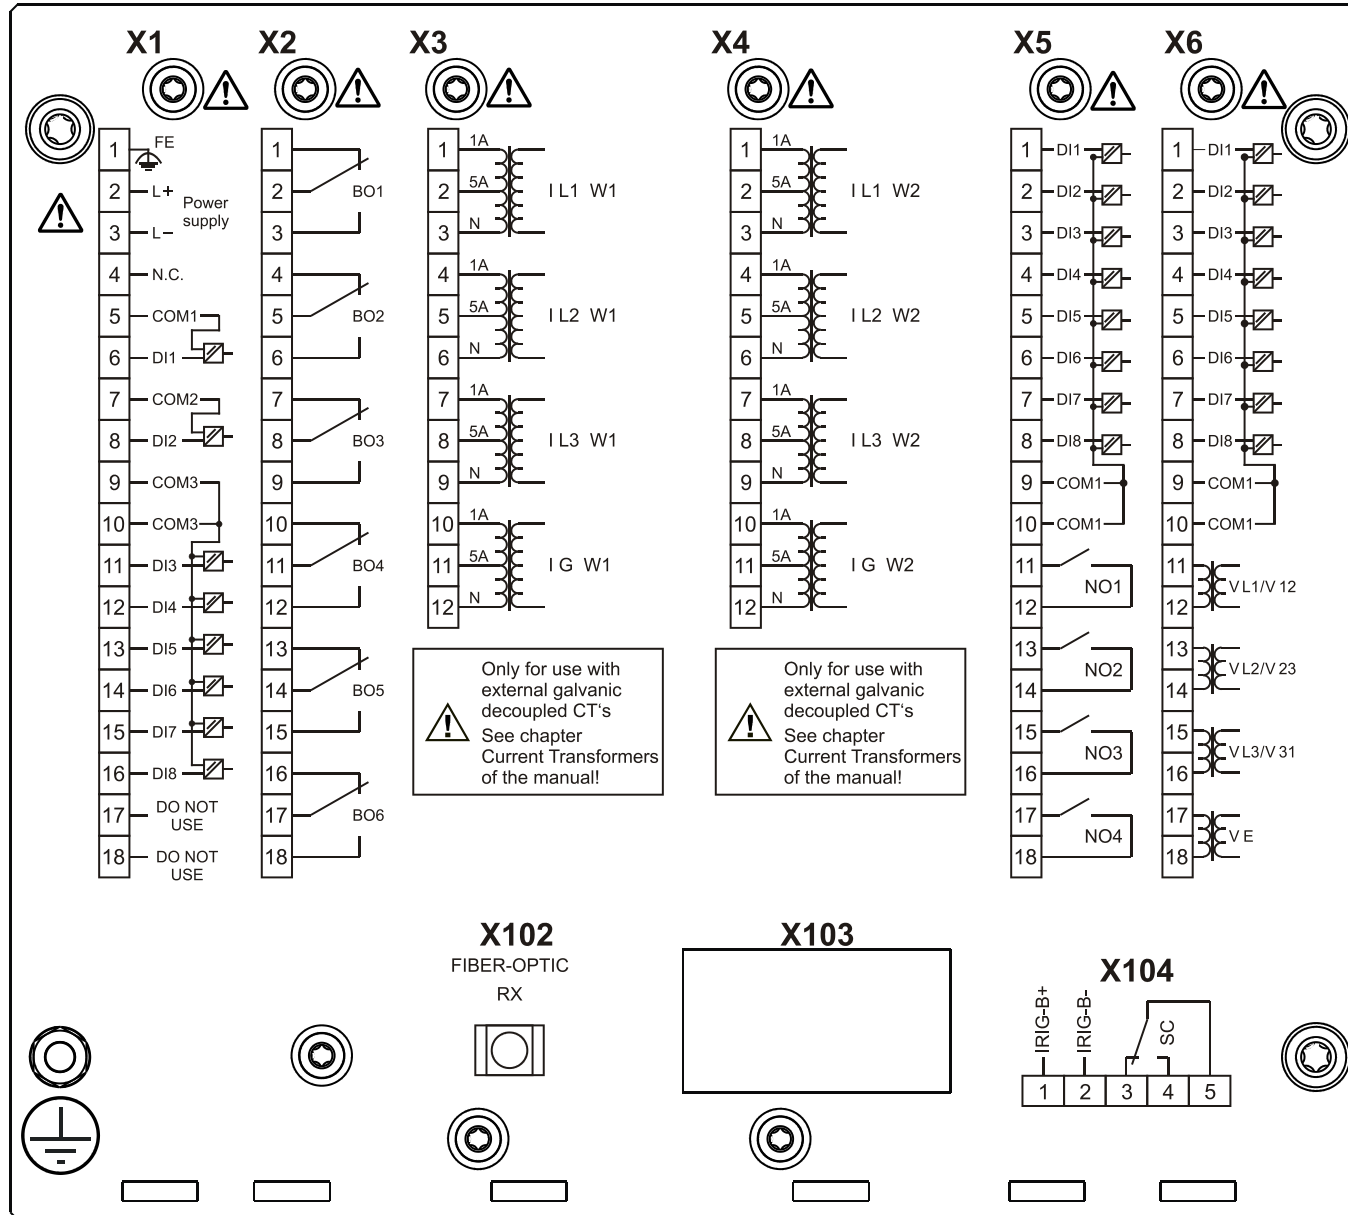 X1 X2 X3 X4 X5 X6
1 FE
2 L+
Power
supply
3 L–
4 N.C.
5 COM1
6 DI1
7 COM2
8 DI2
9 COM3
10 COM3
11 DI3
12 DI4
13 DI5
14 DI6
15 DI7
16 DI8
17 DO NOT
USE
18 DO NOT
USE
1
2 BO1
3
4
5 BO2
6
7
8 BO3
9
10
11 BO4
12
13
14 BO5
15
16
17 BO6
18
1 1A
2 5A I L1 W1
3 N
4 1A
5 5A I L2 W1
6 N
7 1A
8 5A I L3 W1
9 N
10 1A
11 5A I G W1
12 N
Only for use with
external galvanic
decoupled CT‘s
See chapter
Current Transformers
of the manual!
1 1A
2 5A I L1 W2
3 N
4 1A
5 5A I L2 W2
6 N
7 1A
8 5A I L3 W2
9 N
10 1A
11 5A I G W2
12 N
Only for use with
external galvanic
decoupled CT‘s
See chapter
Current Transformers
of the manual!
1 DI1
2 DI2
3 DI3
4 DI4
5 DI5
6 DI6
7 DI7
8 DI8
9 COM1
10 COM1
11
NO1
12
13
NO2
14
15
NO3
16
17
NO4
18
1 DI1
2 DI2
3 DI3
4 DI4
5 DI5
6 DI6
7 DI7
8 DI8
9 COM1
10 COM1
11
V L1/V 12
12
13
V L2/V 23
14
15
V L3/V 31
16
17
V E
18
X102
FIBER-OPTIC
RX
X103
X104
IRIG-B+
IRIG-B-
SC
1 2 3 4 5